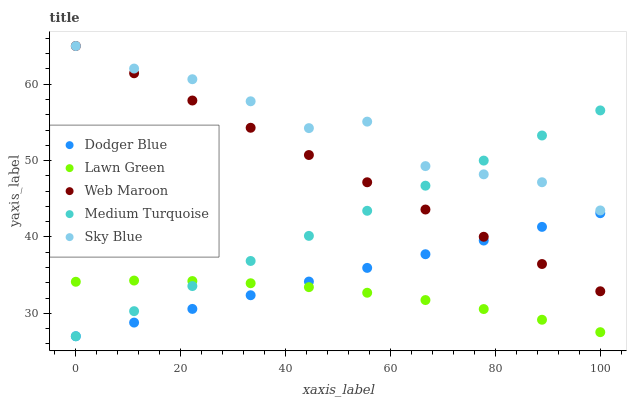 title
yaxis_label
60
50
40
30
Dodger Blue
Lawn Green
Web Maroon
Medium Turquoise
Sky Blue
0 20 40 60 80 100
xaxis_label